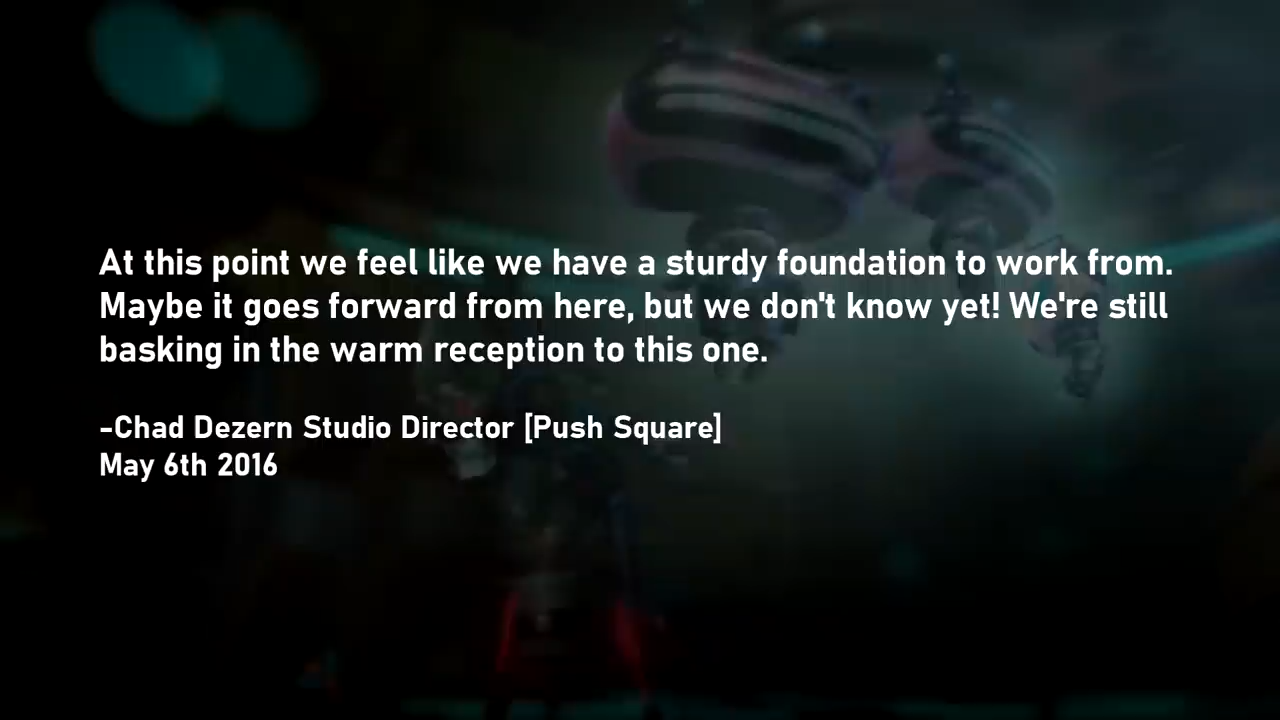 At this point we feel like we have a sturdy foundation to work from.
Maybe it goes forward from here, but we don't know yet! We're still
basking in the warm reception to this one.
-Chad Dezern Studio Director [Push Square]
May 6th 2016